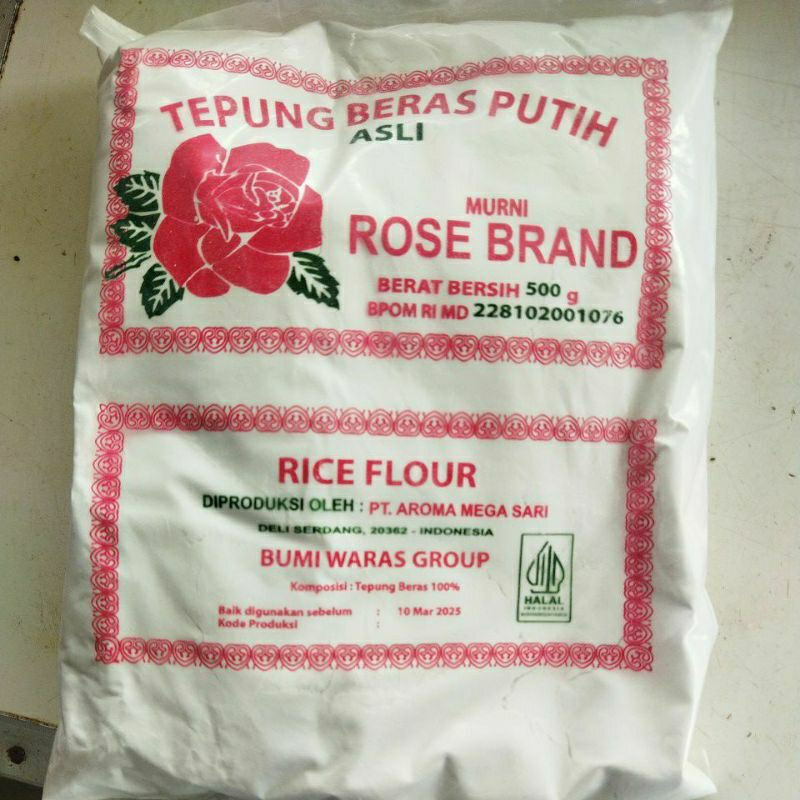 TEPUNG BERAS PUTIH
ASLI
MURNI
ROSE BRAND
BERAT BERSIH 500 g
BPOM RI MD 228102001076
RICE FLOUR
DIPRODUKSI OLEH : PT. AROMA MEGA SARI
DELI SERDANG, 20362 - INDONESIA
BUMI WARAS GROUP
Komposisi : Tepung Beras 100%
Baik digunakan sebelum : 10 Mar 2025
Kode Produksi :
HALAL
INDONESIA